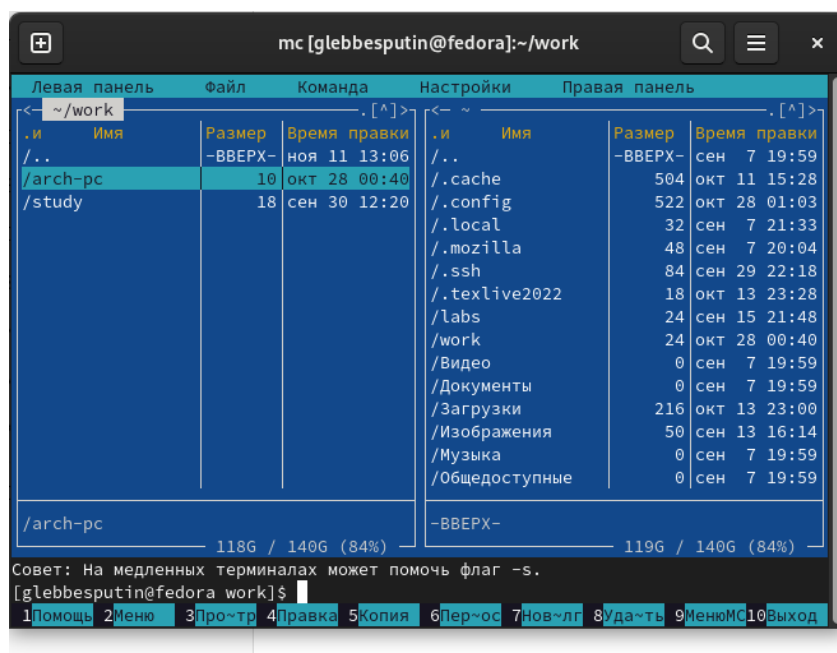 mc [glebbesputin@fedora]:~/work
Левая панель Файл Команда Настройки Правая панель
<— ~/work .[^]> <— ~ .[^]>
.и Имя Размер Время правки .и Имя Размер Время правки
/.. -ВВЕРХ- ноя 11 13:06 /.. -ВВЕРХ- сен 7 19:59
/arch-pc 10 окт 28 00:40 /.cache 504 окт 11 15:28
/study 18 сен 30 12:20 /.config 522 окт 28 01:03
/.local 32 сен 7 21:33
/.mozilla 48 сен 7 20:04
/.ssh 84 сен 29 22:18
/.texlive2022 18 окт 13 23:28
/labs 24 сен 15 21:48
/work 24 окт 28 00:40
/Видео 0 сен 7 19:59
/Документы 0 сен 7 19:59
/Загрузки 216 окт 13 23:00
/Изображения 50 сен 13 16:14
/Музыка 0 сен 7 19:59
/Общедоступные 0 сен 7 19:59
/arch-pc -ВВЕРХ-
118G / 140G (84%) 119G / 140G (84%)
Совет: На медленных терминалах может помочь флаг -s.
[glebbesputin@fedora work]$
1Помощь 2Меню 3Про~тр 4Правка 5Копия 6Пер~ос 7Нов~лг 8Уда~ть 9МенюMC 10Выход